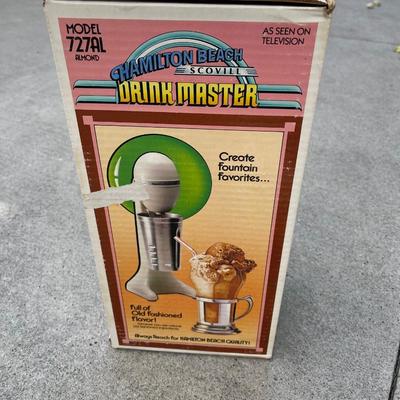 MODEL
727AL
ALMOND
AS SEEN ON
TELEVISION
HAMILTON BEACH
SCOVILL
DRINK MASTER
Create
fountain
favorites...
Full of
Old Fashioned
flavor!
Always Reach for HAMILTON BEACH QUALITY!